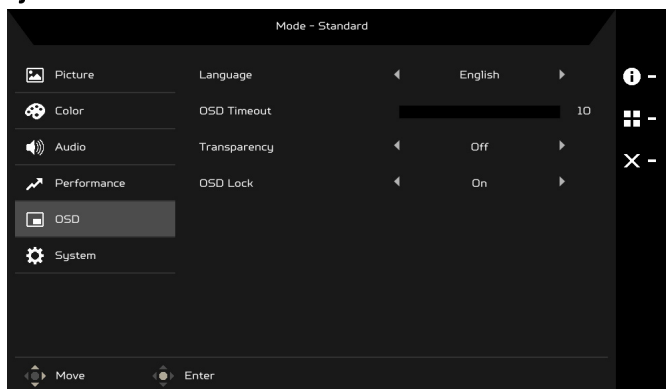 Mode - Standard
Picture
Language English
Color
OSD Timeout 10
Audio
Transparency Off
Performance
OSD Lock On
OSD
System
Move Enter